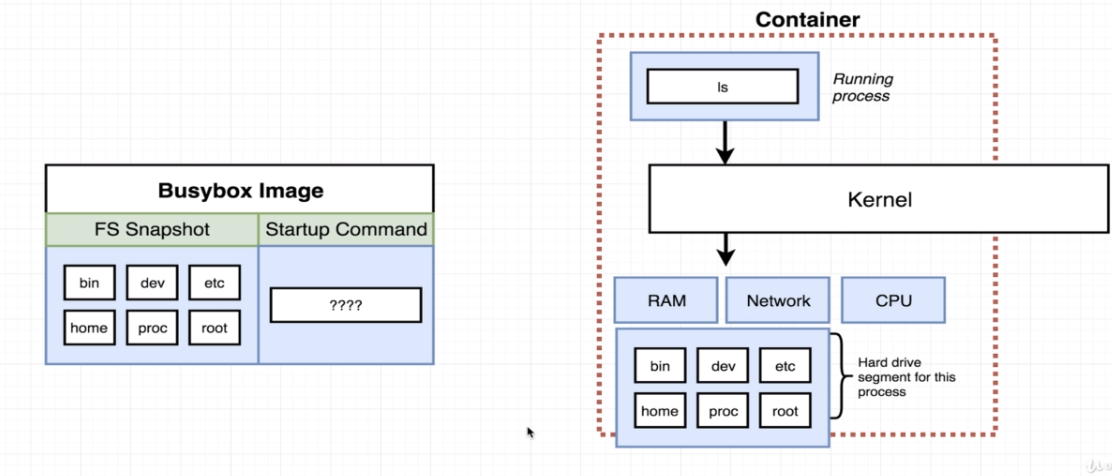 Container
ls
Running
process
Kernel
Busybox Image
FS Snapshot
Startup Command
bin
dev
etc
home
proc
root
????
RAM
Network
CPU
bin
dev
etc
home
proc
root
Hard drive
segment for this
process